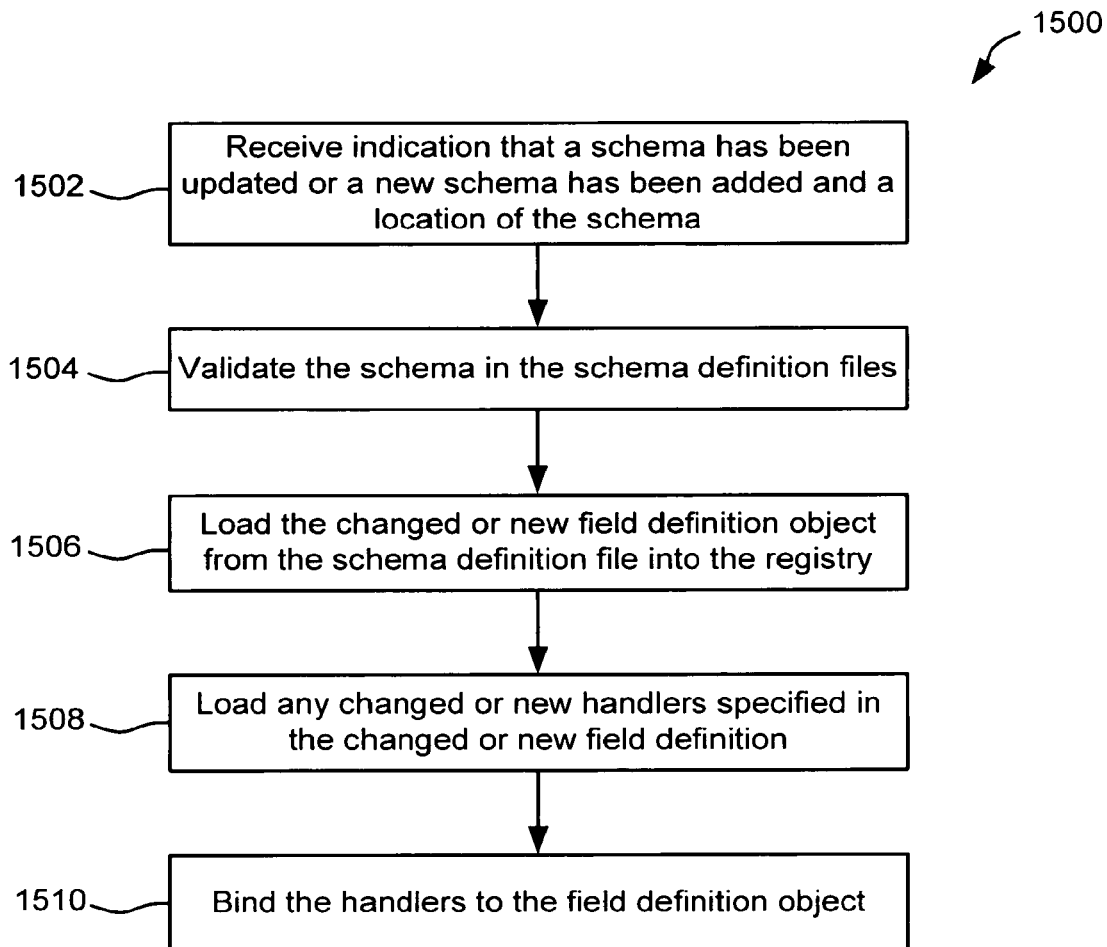 1500
1502
Receive indication that a schema has been
updated or a new schema has been added and a
location of the schema
1504
Validate the schema in the schema definition files
1506
Load the changed or new field definition object
from the schema definition file into the registry
1508
Load any changed or new handlers specified in
the changed or new field definition
1510
Bind the handlers to the field definition object